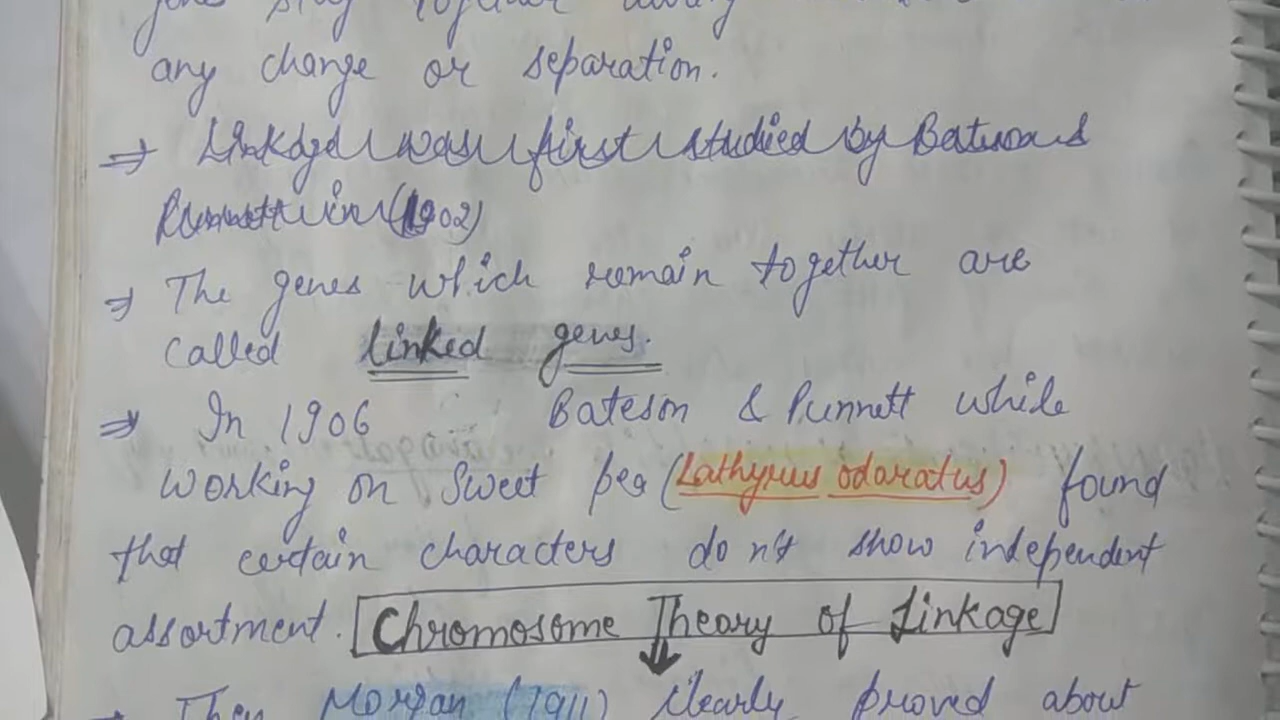 any change or separation.
⇒ Linkage was first studied by Bateson &
Punnett in (1902)
⇒ The genes which remain together are
called linked genes.
⇒ In 1906 Bateson & Punnett while
working on Sweet pea (Lathyrus odaratus) found
that certain characters don't show independent
assortment. Chromosome Theory of Linkage
Then Morgan (1911) clearly proved about